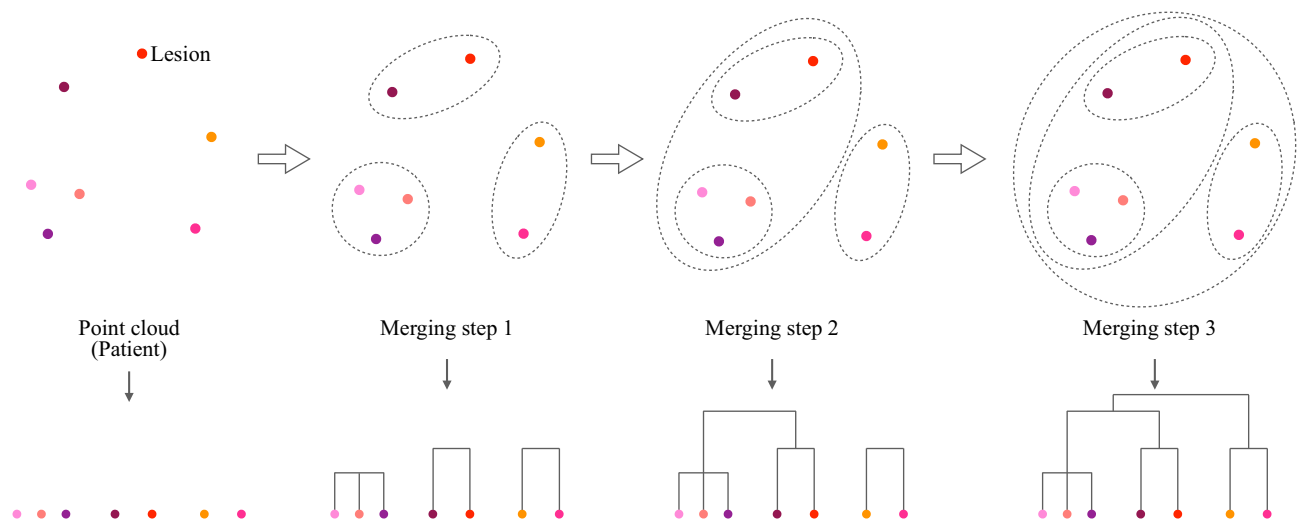 Lesion
Point cloud
(Patient)
Merging step 1
Merging step 2
Merging step 3